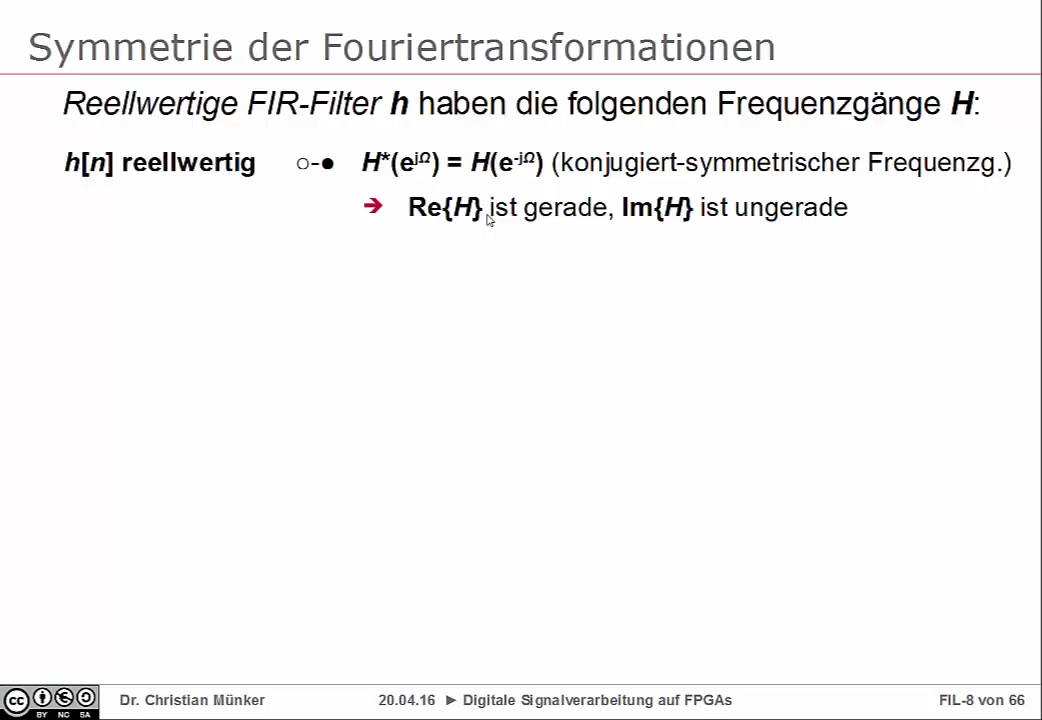 Symmetrie der Fouriertransformationen
Reellwertige FIR-Filter h haben die folgenden Frequenzgänge H:
h[n] reellwertig ○-● H*(e^jΩ) = H(e^-jΩ) (konjugiert-symmetrischer Frequenzg.)
➔ Re{H} ist gerade, Im{H} ist ungerade
cc BY NC SA Dr. Christian Münker 20.04.16 ► Digitale Signalverarbeitung auf FPGAs FIL-8 von 66